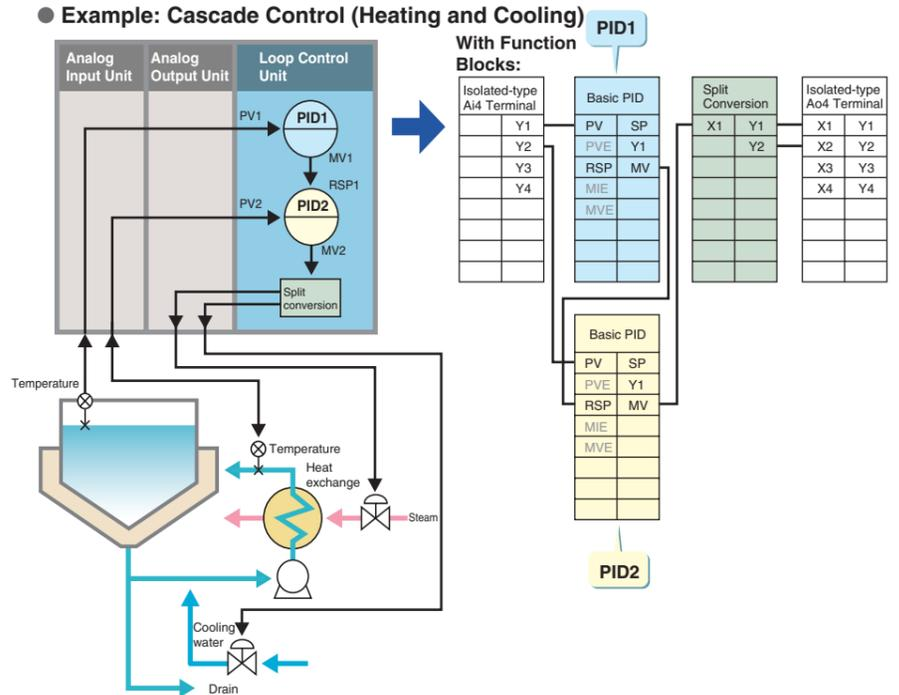 ● Example: Cascade Control (Heating and Cooling)
Analog
Input Unit
Analog
Output Unit
Loop Control
Unit
PV1
PID1
MV1
RSP1
PV2
PID2
MV2
Split
conversion
Temperature
Temperature
Heat
exchange
Steam
Cooling
water
Drain
With Function
Blocks:
PID1
Isolated-type
Ai4 Terminal
Y1
Y2
Y3
Y4
Basic PID
PV SP
PVE Y1
RSP MV
MIE
MVE
Split
Conversion
X1 Y1
Y2
Isolated-type
Ao4 Terminal
X1 Y1
X2 Y2
X3 Y3
X4 Y4
Basic PID
PV SP
PVE Y1
RSP MV
MIE
MVE
PID2